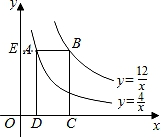 y
E A B
y=12/x
y=4/x
O D C x